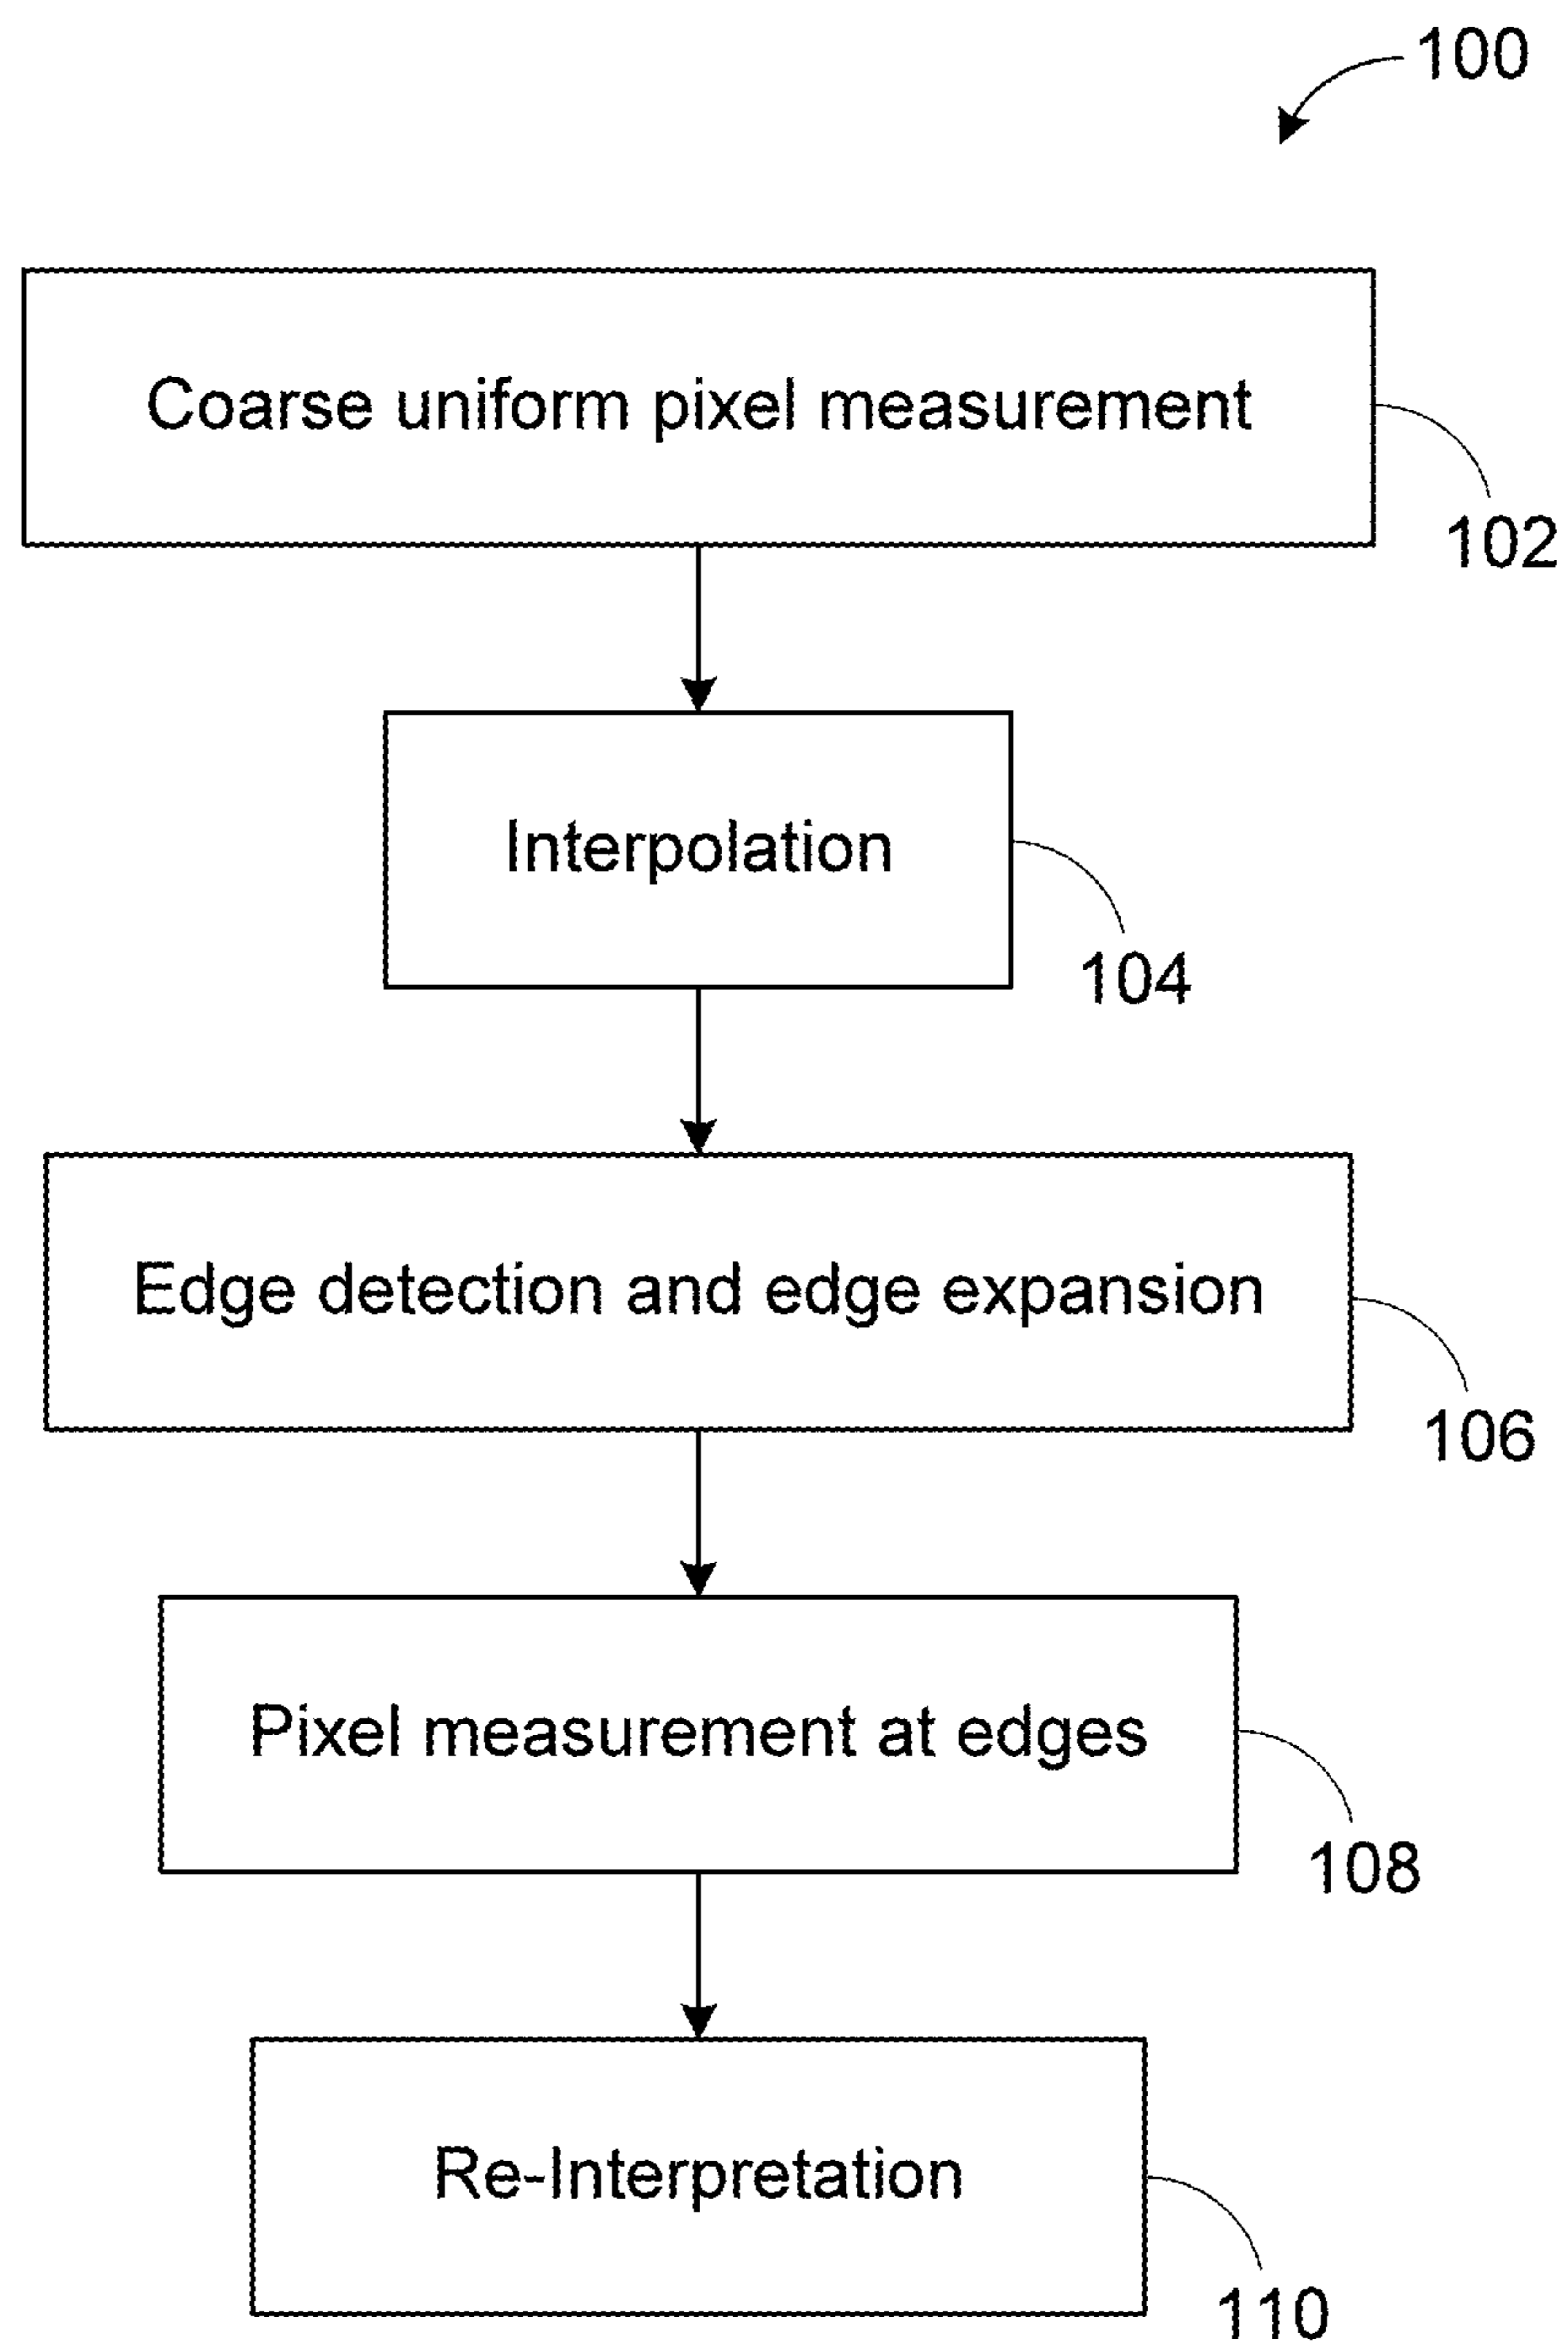 100
Coarse uniform pixel measurement
102
Interpolation
104
Edge detection and edge expansion
106
Pixel measurement at edges
108
Re-Interpretation
110